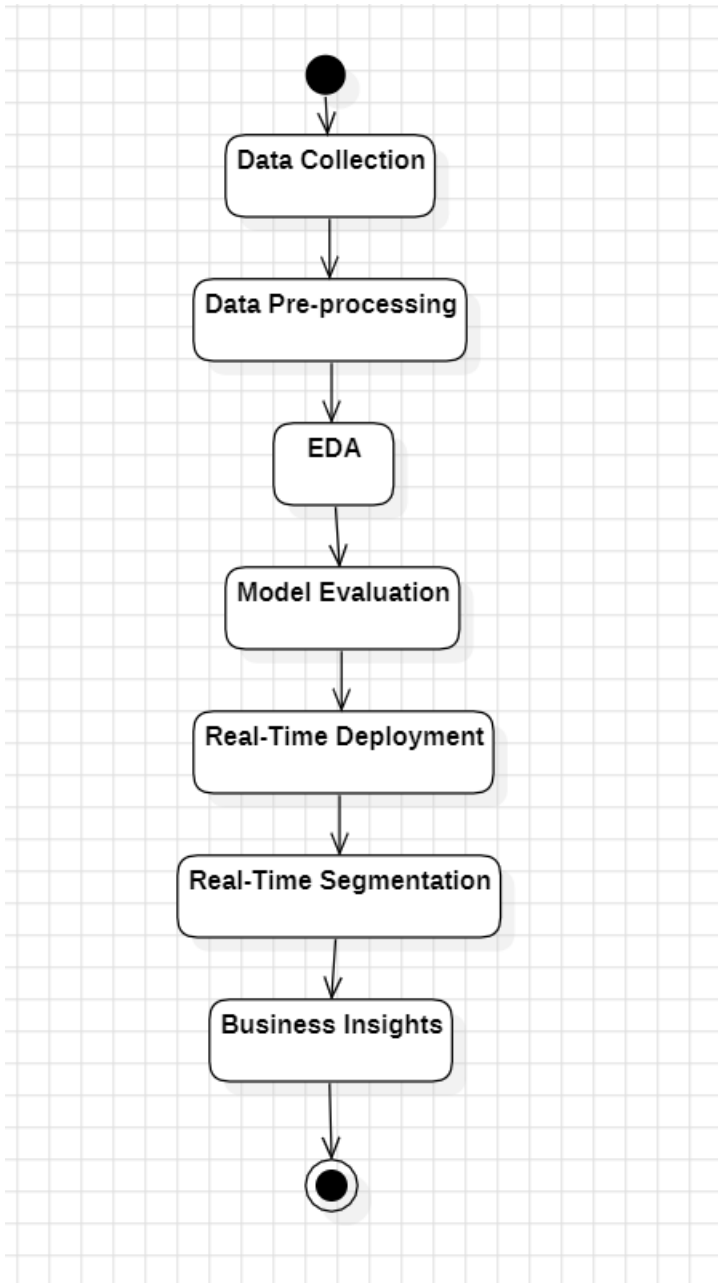 Data Collection
Data Pre-processing
EDA
Model Evaluation
Real-Time Deployment
Real-Time Segmentation
Business Insights